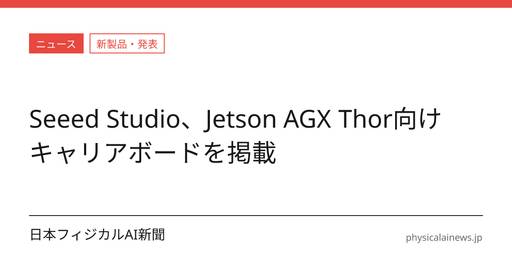 ニュース 新製品・発表
Seeed Studio、Jetson AGX Thor向け
キャリアボードを掲載
日本フィジカルAI新聞
physicalainews.jp